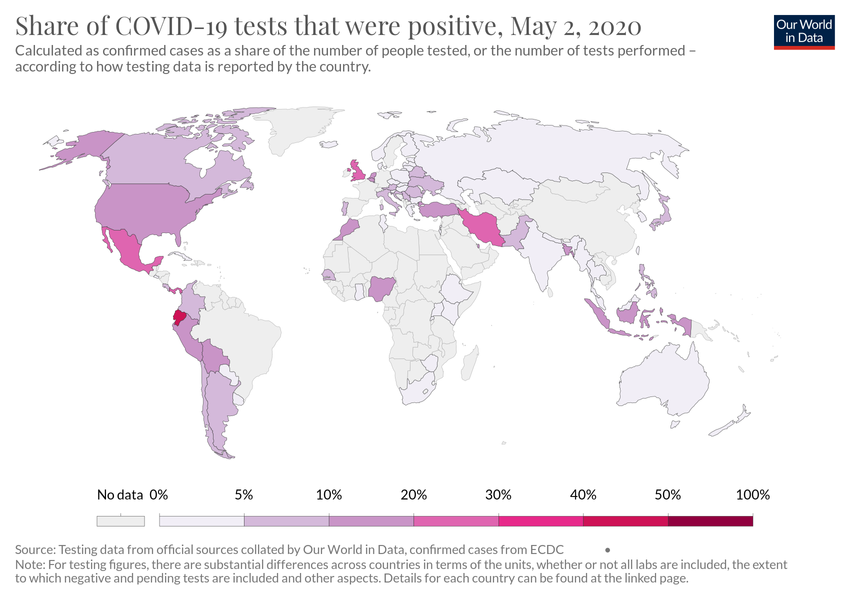 Share of COVID-19 tests that were positive, May 2, 2020
Our World
in Data
Calculated as confirmed cases as a share of the number of people tested, or the number of tests performed –
according to how testing data is reported by the country.
No data 0% 5% 10% 20% 30% 40% 50% 100%
Source: Testing data from official sources collated by Our World in Data, confirmed cases from ECDC •
Note: For testing figures, there are substantial differences across countries in terms of the units, whether or not all labs are included, the extent
to which negative and pending tests are included and other aspects. Details for each country can be found at the linked page.